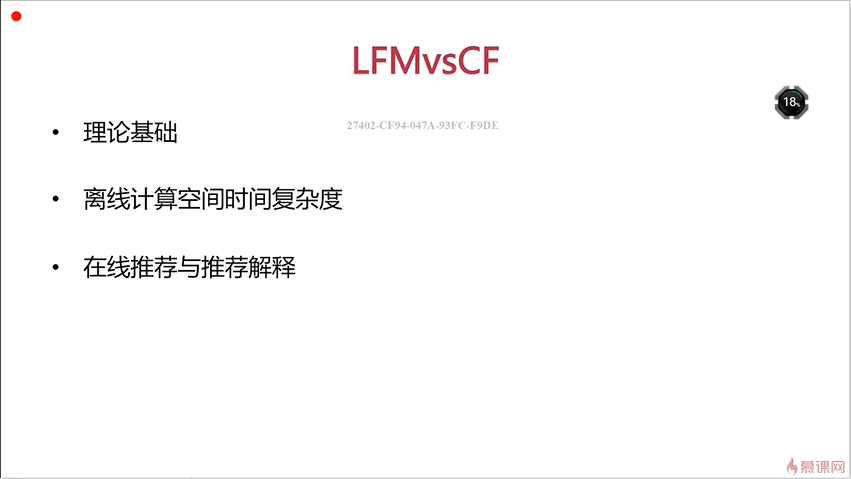 LFMvsCF
18%
27402-CF94-047A-93FC-F9DE
• 理论基础
• 离线计算空间时间复杂度
• 在线推荐与推荐解释
慕课网